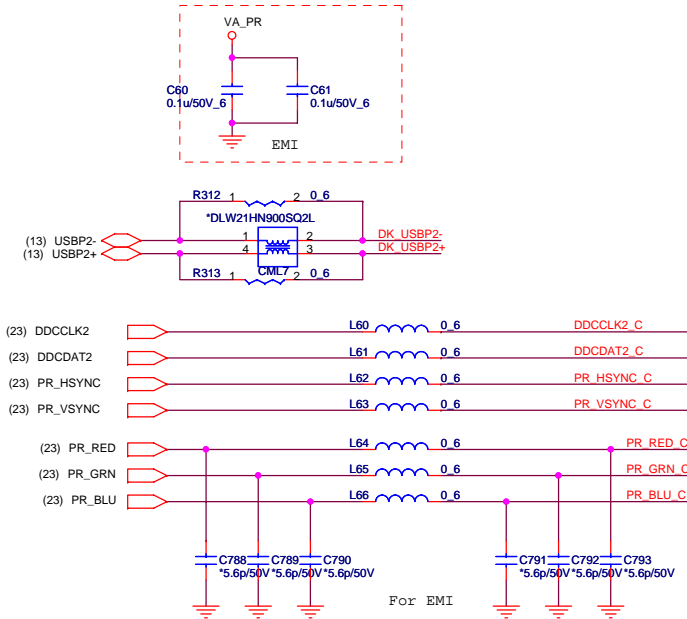 VA_PR
C60
0.1u/50V_6
C61
0.1u/50V_6
EMI
R312 1 2 0_6
*DLW21HN900SQ2L
(13) USBP2- 1 2 DK_USBP2-
(13) USBP2+ 4 3 DK_USBP2+
CML7
R313 1 2 0_6
(23) DDCCLK2 L60 0_6 DDCCLK2_C
(23) DDCDAT2 L61 0_6 DDCDAT2_C
(23) PR_HSYNC L62 0_6 PR_HSYNC_C
(23) PR_VSYNC L63 0_6 PR_VSYNC_C
(23) PR_RED L64 0_6 PR_RED_C
(23) PR_GRN L65 0_6 PR_GRN_C
(23) PR_BLU L66 0_6 PR_BLU_C
C788 C789 C790 C791 C792 C793
*5.6p/50V *5.6p/50V *5.6p/50V *5.6p/50V *5.6p/50V *5.6p/50V
For EMI